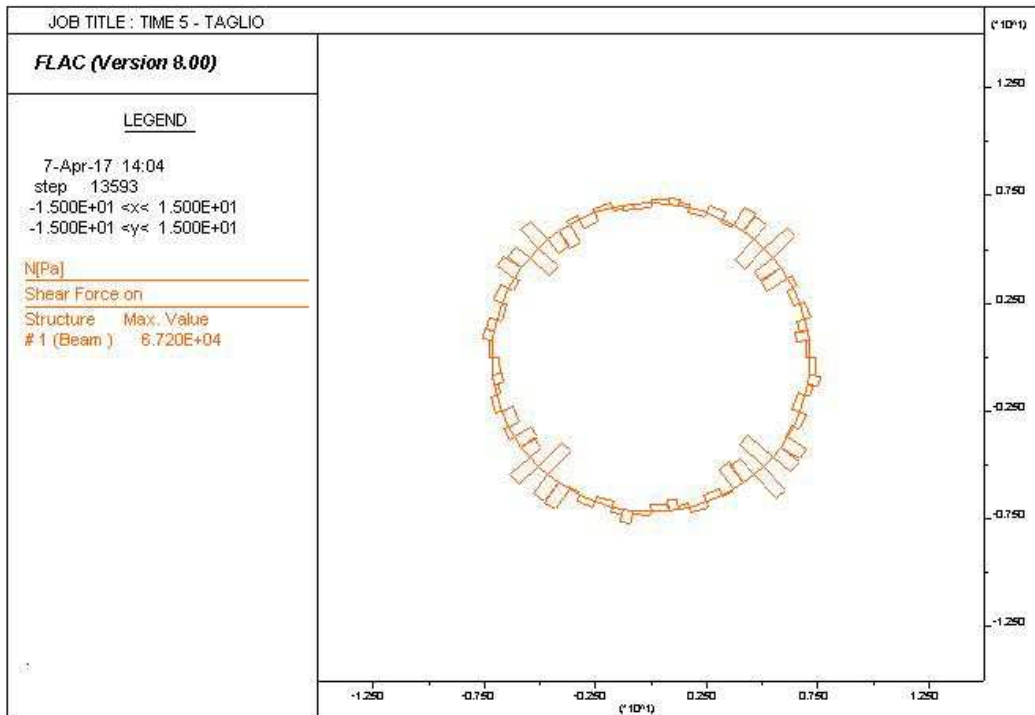 JOB TITLE : TIME 5 - TAGLIO
(*10^1)
FLAC (Version 8.00)
LEGEND
7-Apr-17 14:04
step 13593
-1.500E+01 <x< 1.500E+01
-1.500E+01 <y< 1.500E+01
N[Pa]
Shear Force on
Structure Max. Value
# 1 (Beam ) 6.720E+04
1.250
0.750
0.250
-0.250
-0.750
-1.250
-1.250 -0.750 -0.250 0.250 0.750 1.250
(*10^1)